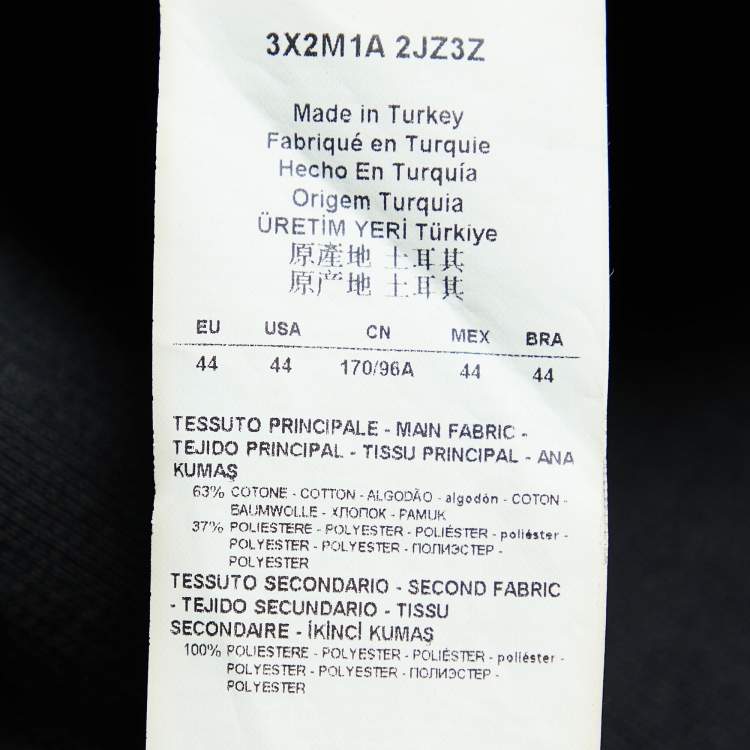 3X2M1A 2JZ3Z
Made in Turkey
Fabriqué en Turquie
Hecho En Turquía
Origem Turquia
ÜRETİM YERİ Türkiye
原產地 土耳其
原产地 土耳其
EU USA CN MEX BRA
44 44 170/96A 44 44
TESSUTO PRINCIPALE - MAIN FABRIC -
TEJIDO PRINCIPAL - TISSU PRINCIPAL - ANA
KUMAŞ
63% COTONE - COTTON - ALGODÃO - algodón - COTON -
BAUMWOLLE - ХЛОПОК - PAMUK
37% POLIESTERE - POLYESTER - POLIÉSTER - poliéster -
POLYESTER - POLYESTER - ПОЛИЭСТЕР -
POLYESTER
TESSUTO SECONDARIO - SECOND FABRIC
- TEJIDO SECUNDARIO - TISSU
SECONDAIRE - İKİNCİ KUMAŞ
100% POLIESTERE - POLYESTER - POLIÉSTER - poliéster -
POLYESTER - POLYESTER - ПОЛИЭСТЕР -
POLYESTER